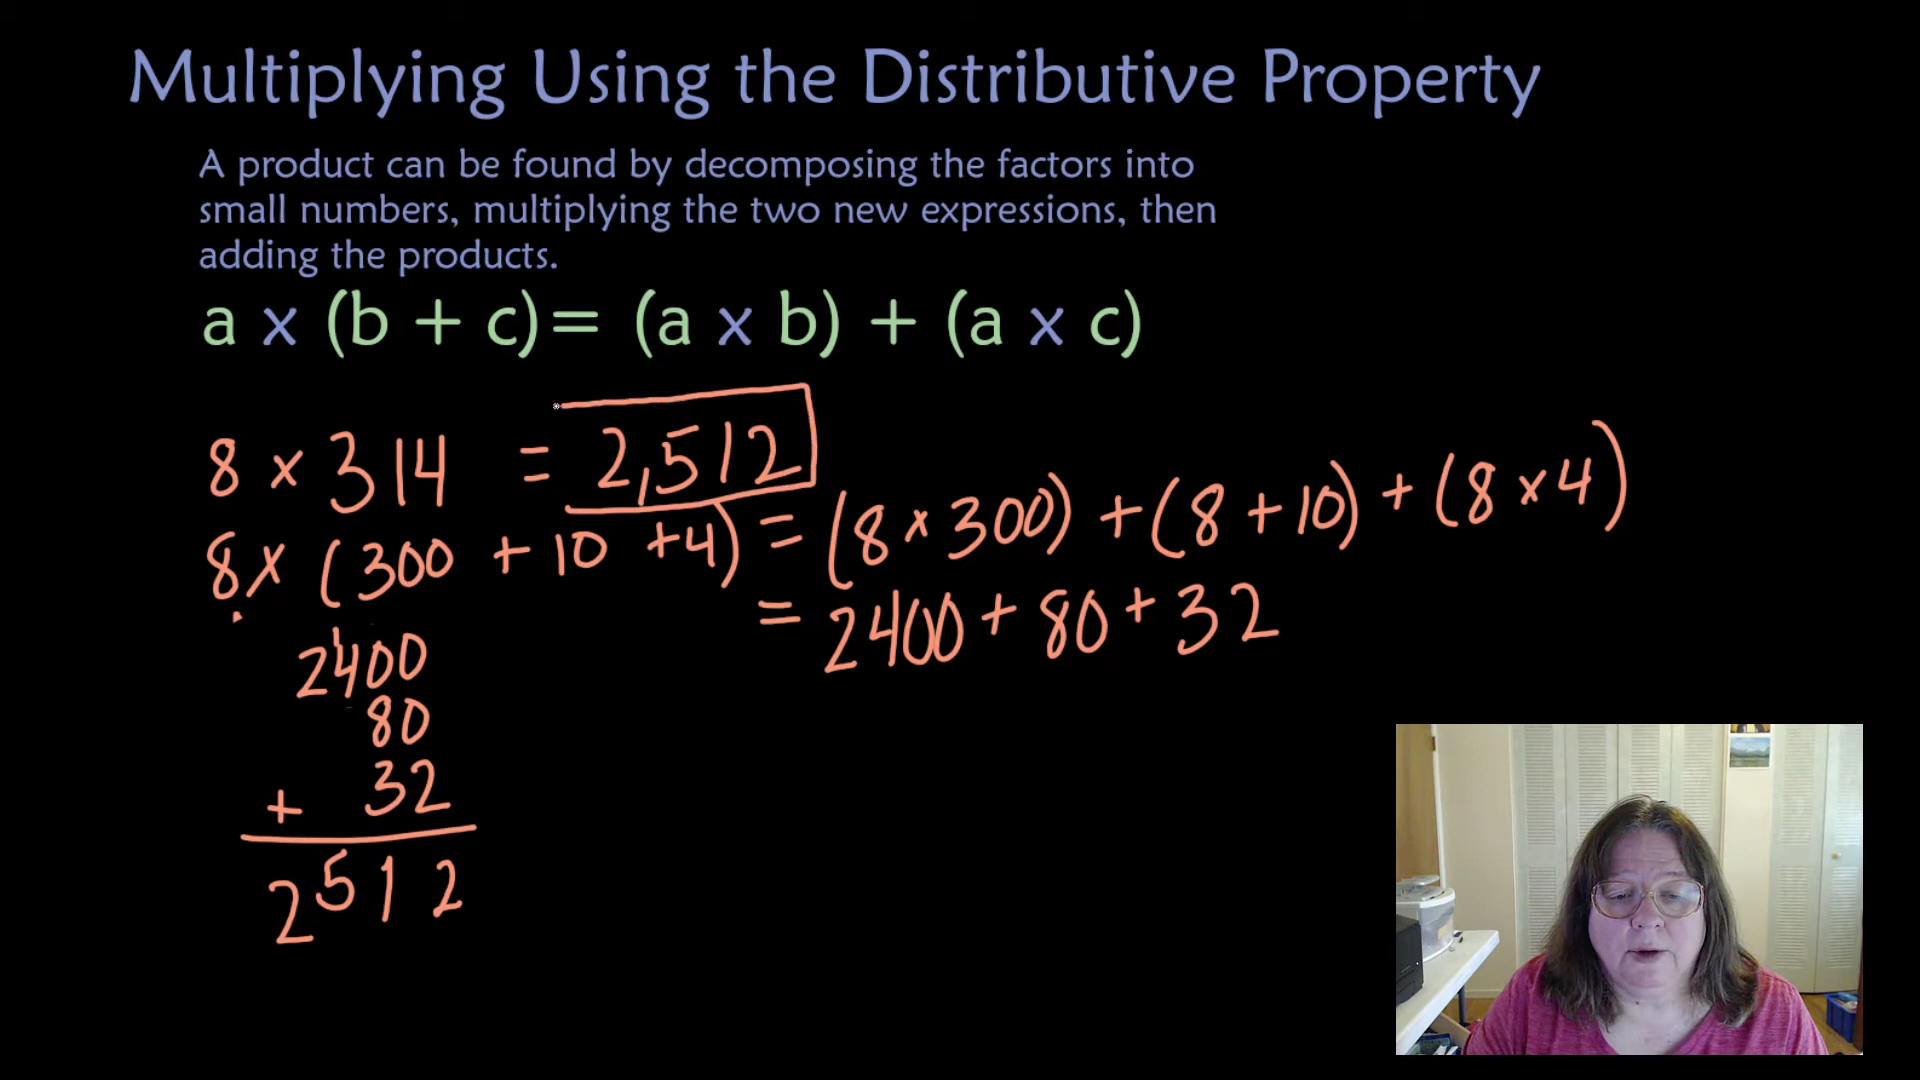 Multiplying Using the Distributive Property
A product can be found by decomposing the factors into
small numbers, multiplying the two new expressions, then
adding the products.
a x (b + c)= (a x b) + (a x c)
8 x 314 = 2,512
8x (300 + 10 +4) = (8 x 300) + (8 + 10) + (8 x 4)
= 2400 + 80 + 32
1
2400
80
+ 32
2512